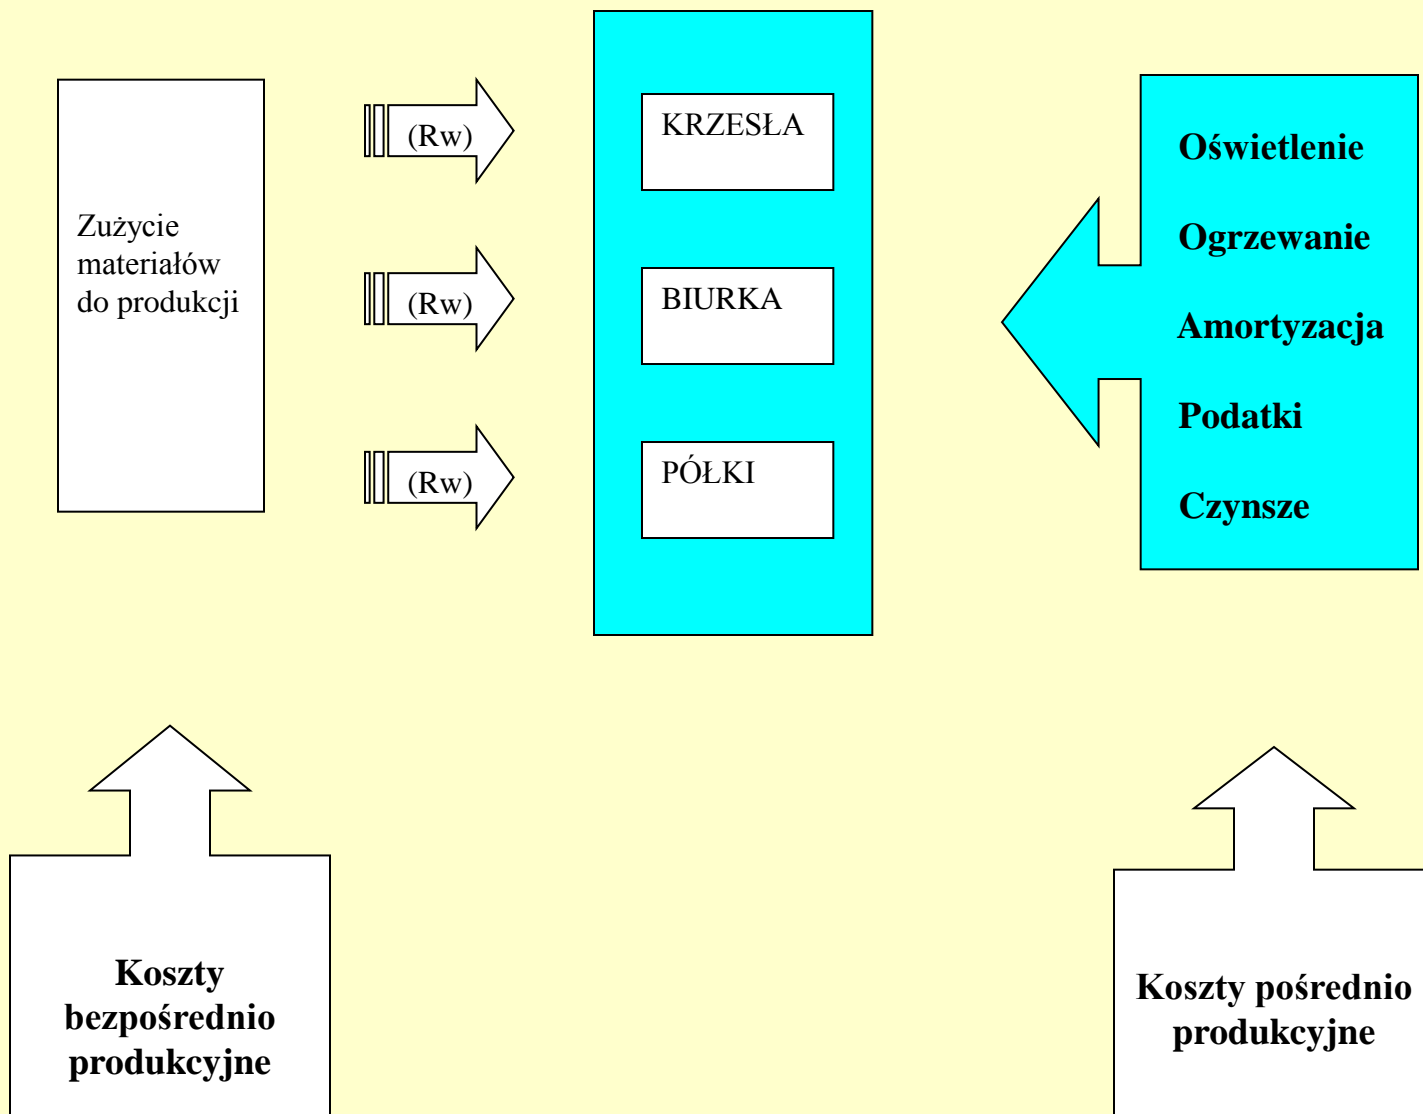 Zużycie
materiałów
do produkcji
(Rw)
(Rw)
(Rw)
KRZESŁA
BIURKA
PÓŁKI
Oświetlenie
Ogrzewanie
Amortyzacja
Podatki
Czynsze
Koszty
bezpośrednio
produkcyjne
Koszty pośrednio
produkcyjne